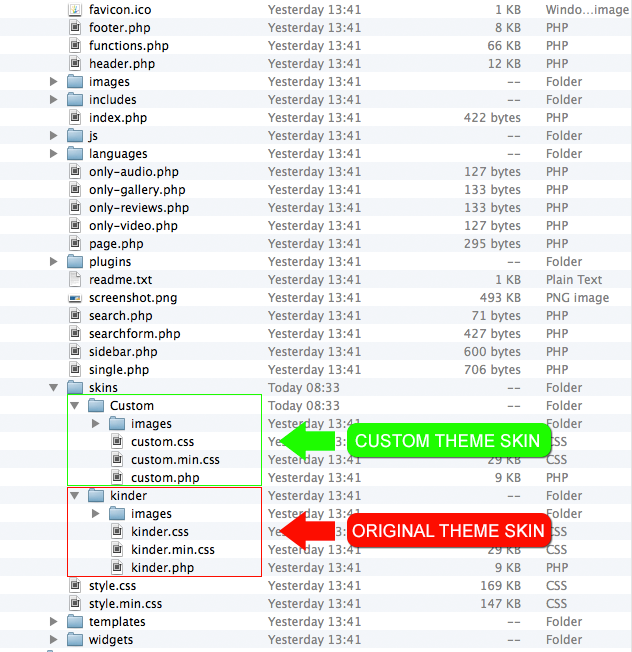 favicon.ico Yesterday 13:41 1 KB Windo...image
footer.php Yesterday 13:41 8 KB PHP
functions.php Yesterday 13:41 66 KB PHP
header.php Yesterday 13:41 12 KB PHP
images Yesterday 13:41 -- Folder
includes Yesterday 13:41 -- Folder
index.php Yesterday 13:41 422 bytes PHP
js Yesterday 13:41 -- Folder
languages Yesterday 13:41 -- Folder
only-audio.php Yesterday 13:41 127 bytes PHP
only-gallery.php Yesterday 13:41 133 bytes PHP
only-reviews.php Yesterday 13:41 133 bytes PHP
only-video.php Yesterday 13:41 127 bytes PHP
page.php Yesterday 13:41 295 bytes PHP
plugins Yesterday 13:41 -- Folder
readme.txt Yesterday 13:41 1 KB Plain Text
screenshot.png Yesterday 13:41 493 KB PNG image
search.php Yesterday 13:41 71 bytes PHP
searchform.php Yesterday 13:41 427 bytes PHP
sidebar.php Yesterday 13:41 600 bytes PHP
single.php Yesterday 13:41 706 bytes PHP
skins Today 08:33 -- Folder
Custom Today 08:33 -- Folder
images Yesterday 13:41 -- Folder
custom.css CUSTOM THEME SKIN CSS
custom.min.css Yesterday 13:41 29 KB CSS
custom.php Yesterday 13:41 9 KB PHP
kinder Yesterday 13:41 -- Folder
images Yesterday 13:41 -- Folder
kinder.css ORIGINAL THEME SKIN CSS
kinder.min.css Yesterday 13:41 29 KB CSS
kinder.php Yesterday 13:41 9 KB PHP
style.css Yesterday 13:41 169 KB CSS
style.min.css Yesterday 13:41 147 KB CSS
templates Yesterday 13:41 -- Folder
widgets Yesterday 13:41 -- Folder